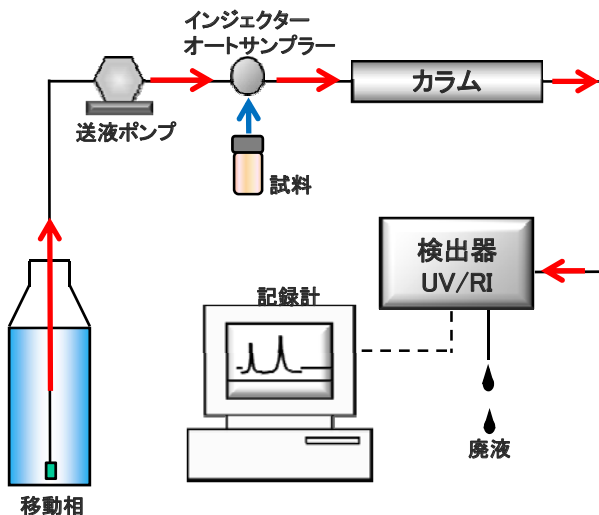 インジェクター
オートサンプラー
カラム
送液ポンプ
試料
検出器
UV/RI
記録計
廃液
移動相